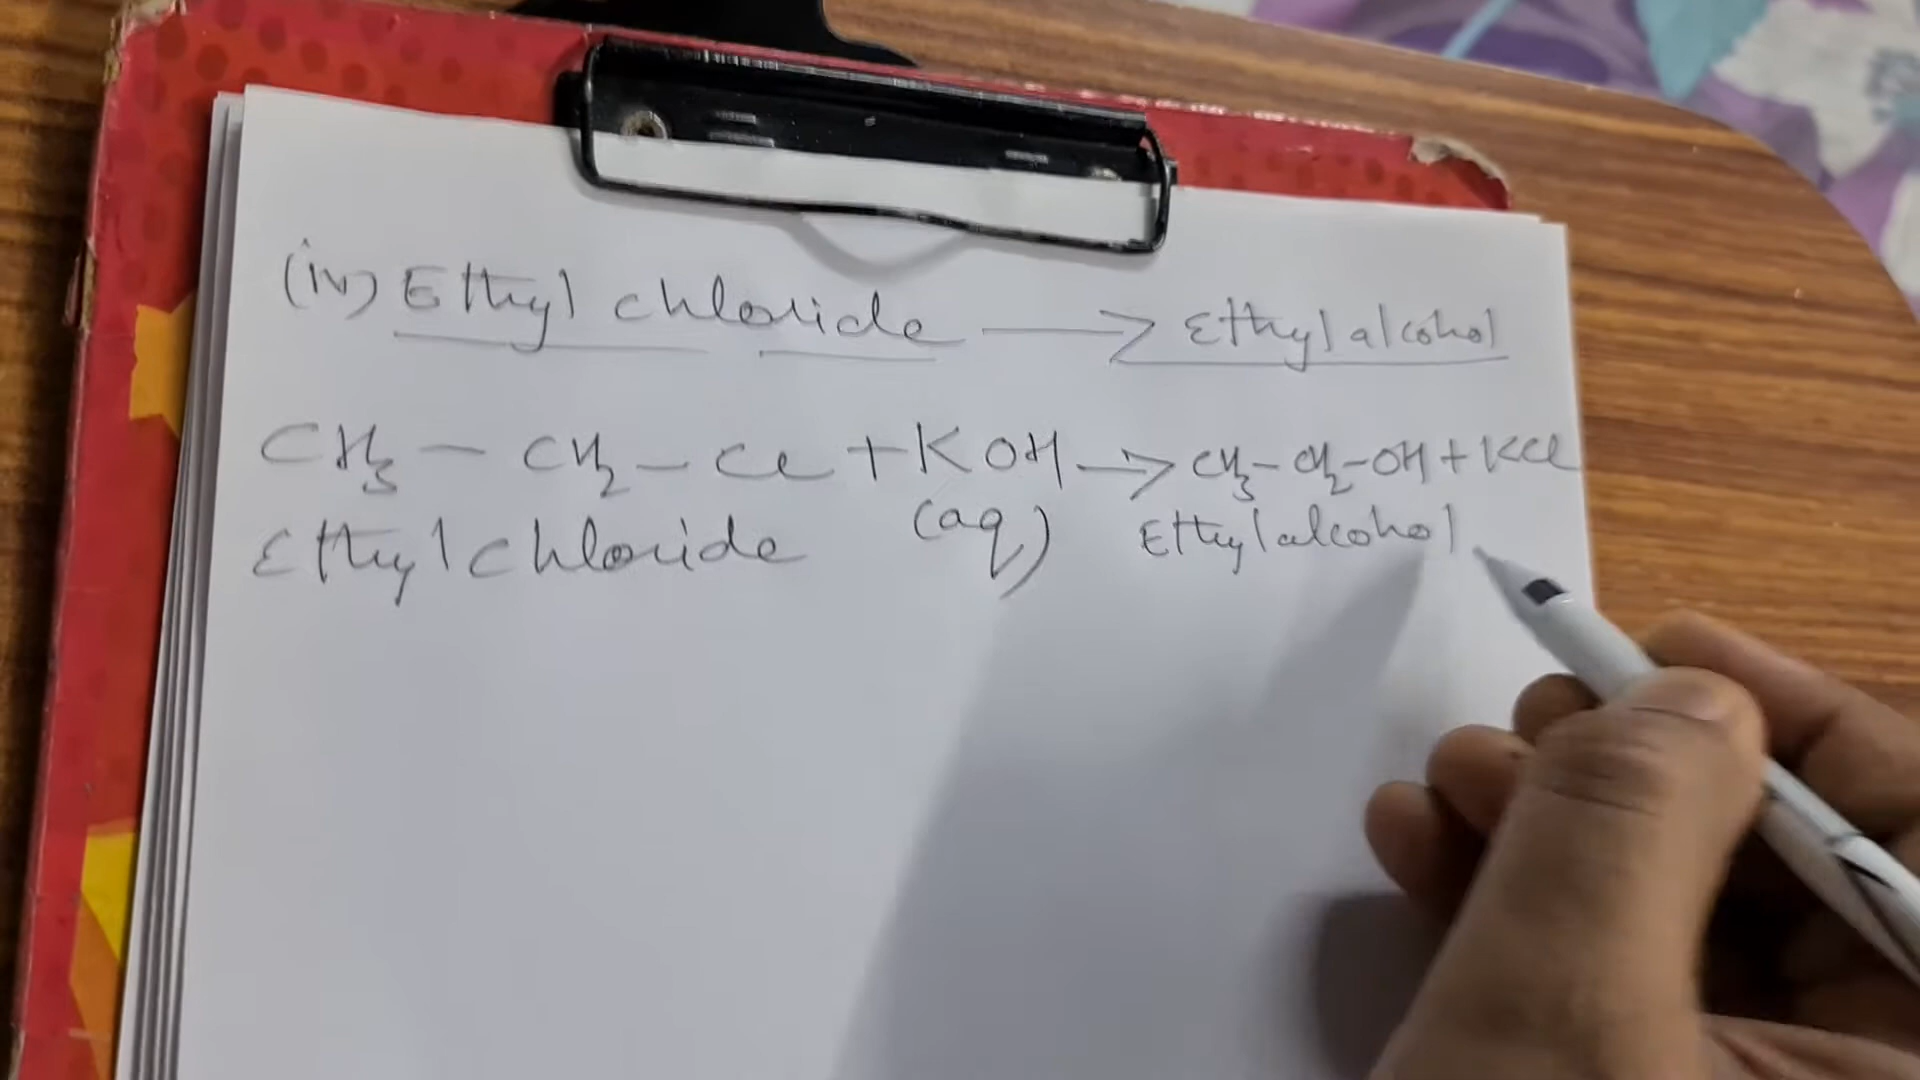 (iv) Ethyl chloride → Ethyl alcohol
CH₃ – CH₂ – Cl + KOH → CH₃ – CH₂ – OH + KCl
Ethyl chloride (aq) Ethyl alcohol